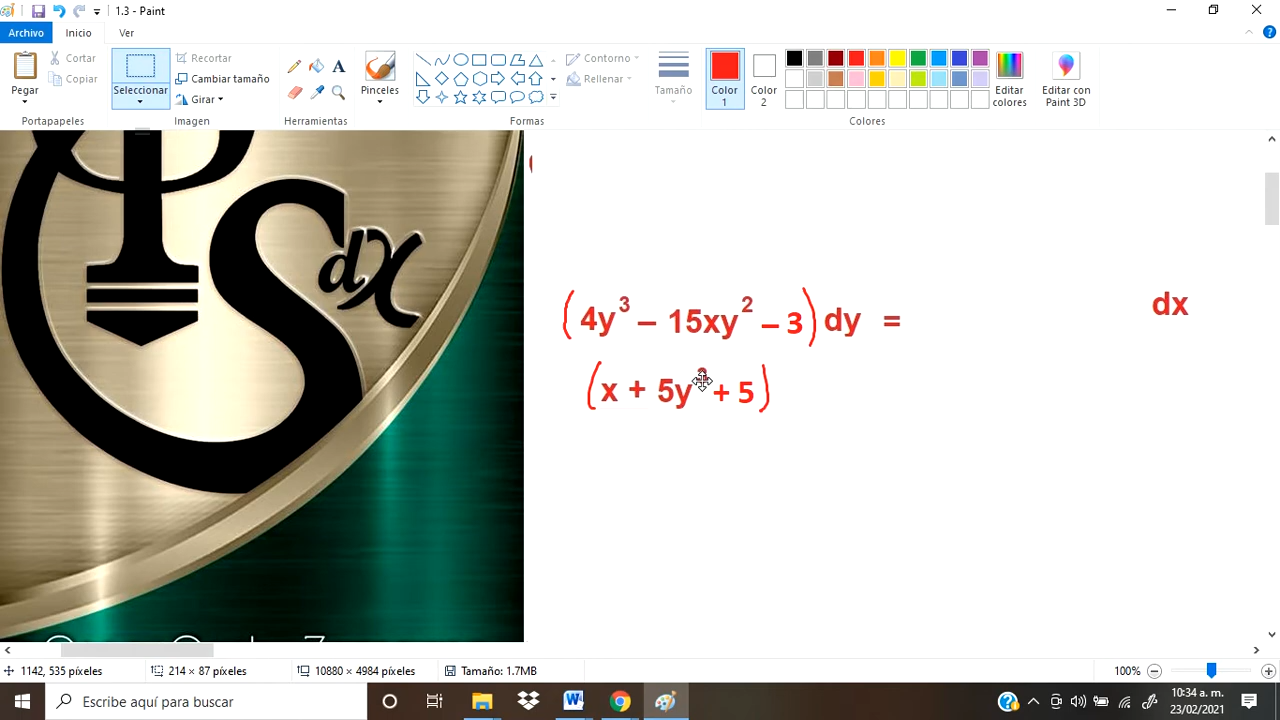 1.3 - Paint
Archivo Inicio Ver
Pegar
Cortar
Copiar
Portapapeles
Seleccionar
Recortar
Cambiar tamaño
Girar
Imagen
A
Herramientas
Pinceles
Contorno
Rellenar
Formas
Tamaño
Color 1
Color 2
Editar colores
Editar con Paint 3D
Colores
PS dx
(4y³ – 15xy² – 3) dy = dx
(x + 5y + 5)
1142, 535 píxeles 214 × 87 píxeles 10880 × 4984 píxeles Tamaño: 1.7MB 100%
Escribe aquí para buscar
10:34 a. m.
23/02/2021